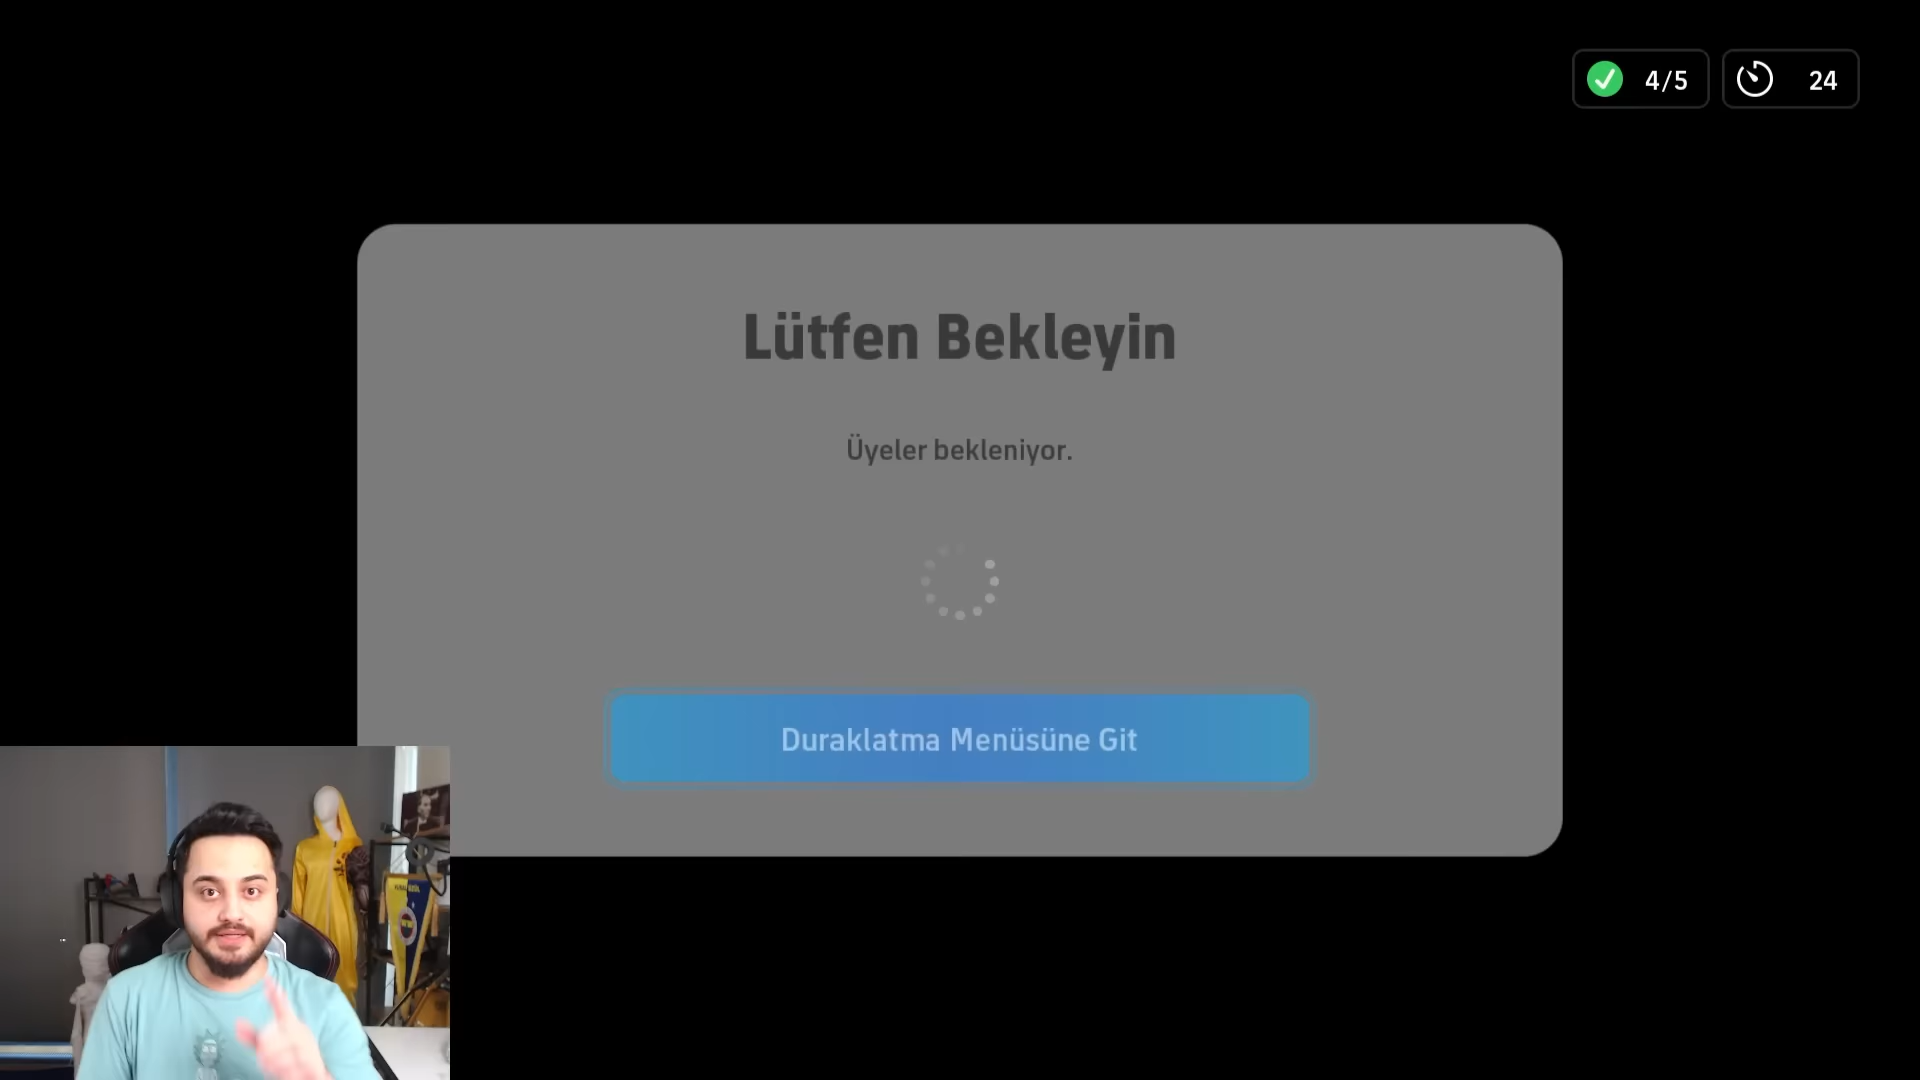 4/5
24
Lütfen Bekleyin
Üyeler bekleniyor.
Duraklatma Menüsüne Git